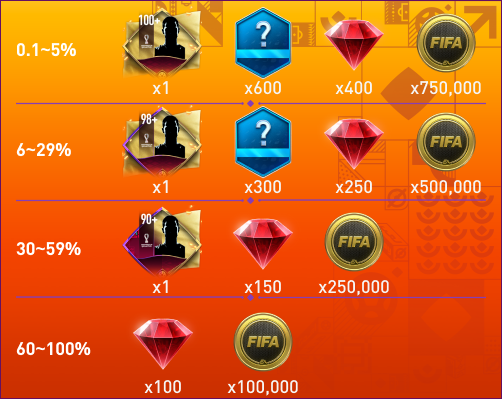 100+
?
FIFA
0.1~5%
x1
x600
x400
x750,000
98+
?
FIFA
6~29%
x1
x300
x250
x500,000
90+
FIFA
30~59%
x1
x150
x250,000
FIFA
60~100%
x100
x100,000